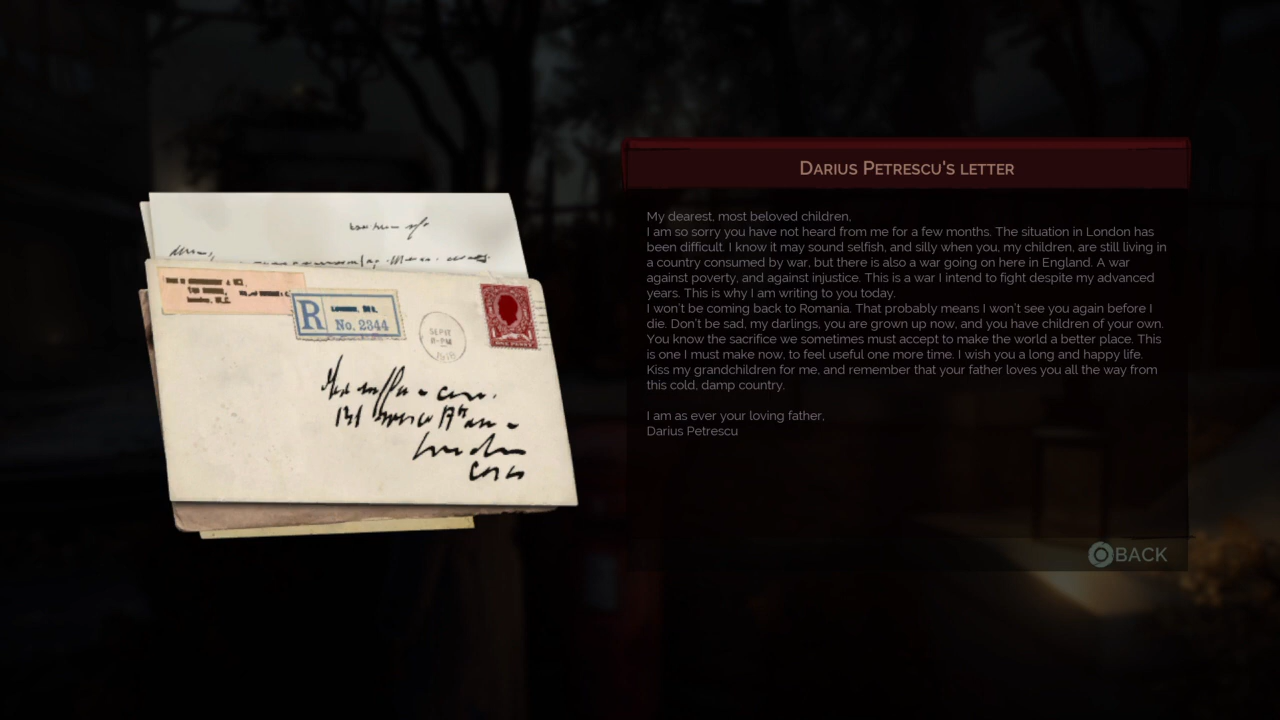 Darius Petrescu's letter
My dearest, most beloved children,
I am so sorry you have not heard from me for a few months. The situation in London has
been difficult. I know it may sound selfish, and silly when you, my children, are still living in
a country consumed by war, but there is also a war going on here in England. A war
against poverty, and against injustice. This is a war I intend to fight despite my advanced
years. This is why I am writing to you today.
I won't be coming back to Romania. That probably means I won't see you again before I
die. Don't be sad, my darlings, you are grown up now, and you have children of your own.
You know the sacrifice we sometimes must accept to make the world a better place. This
is one I must make now, to feel useful one more time. I wish you a long and happy life.
Kiss my grandchildren for me, and remember that your father loves you all the way from
this cold, damp country.
I am as ever your loving father,
Darius Petrescu
R
No. 2344
1918
ONE PENNY
BACK